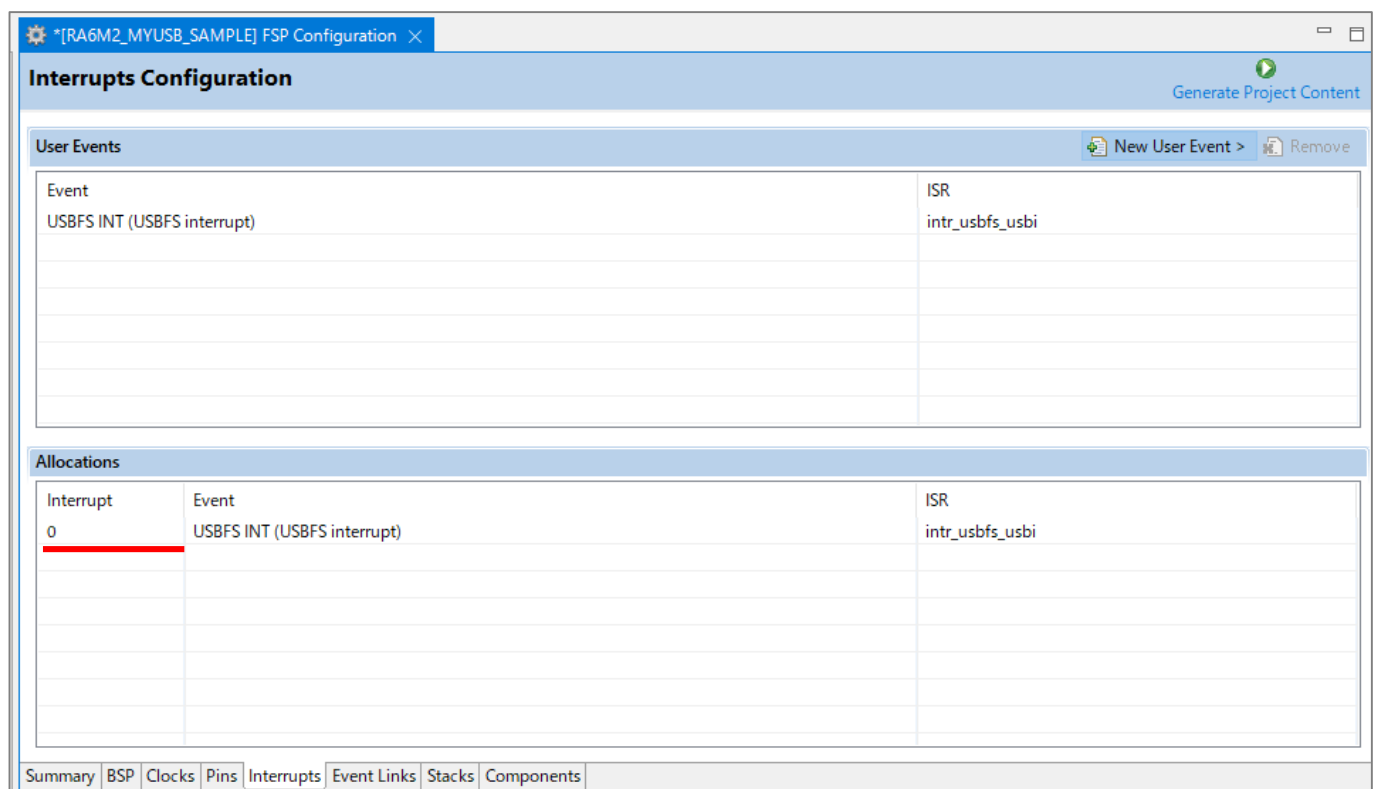 *[RA6M2_MYUSB_SAMPLE] FSP Configuration
Interrupts Configuration
Generate Project Content
User Events
New User Event > Remove
Event ISR
USBFS INT (USBFS interrupt) intr_usbfs_usbi
Allocations
Interrupt Event ISR
0 USBFS INT (USBFS interrupt) intr_usbfs_usbi
Summary BSP Clocks Pins Interrupts Event Links Stacks Components